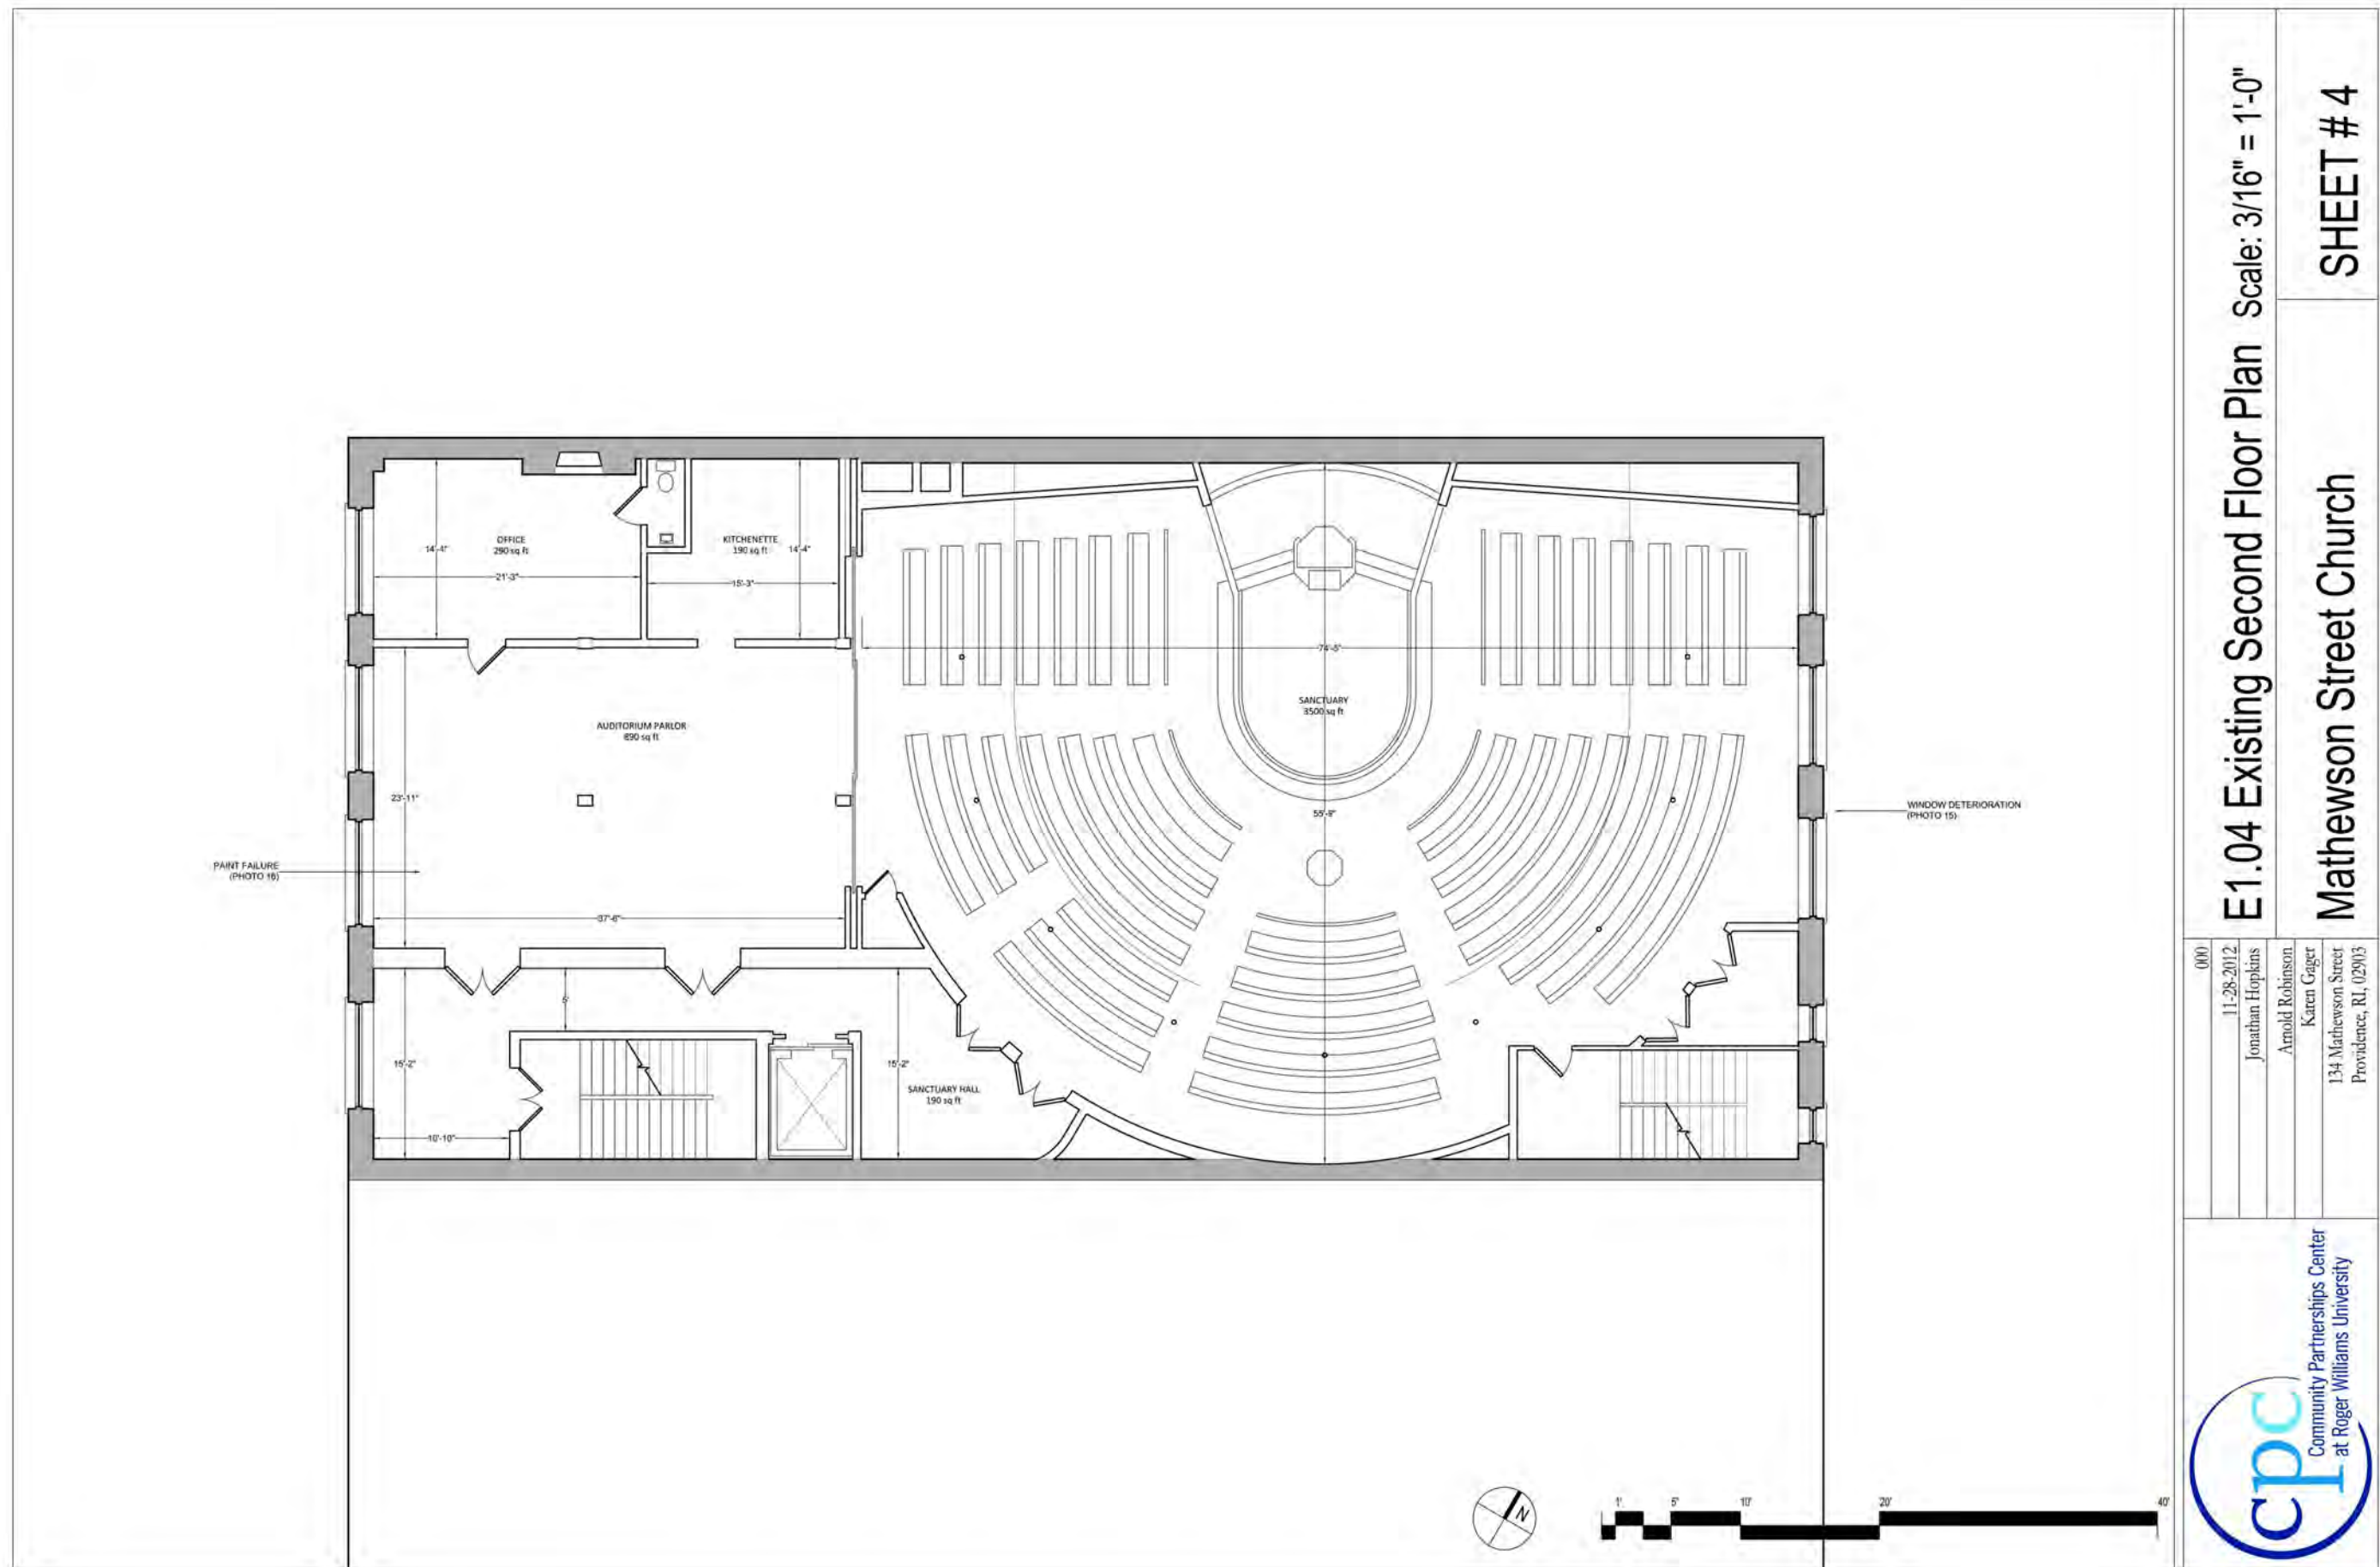 OFFICE
290 sq ft
14'-4"
21'-3"
KITCHENETTE
190 sq ft
14'-4"
15'-3"
AUDITORIUM PARLOR
890 sq ft
23'-11"
37'-6"
PAINT FAILURE
(PHOTO 16)
74'-5"
SANCTUARY
3500 sq ft
55'-9"
WINDOW DETERIORATION
(PHOTO 15)
5'
15'-2"
10'-10"
15'-2"
SANCTUARY HALL
190 sq ft
N
1' 5' 10' 20' 40'
E1.04 Existing Second Floor Plan Scale: 3/16" = 1'-0"
SHEET # 4
Mathewson Street Church
000
11-28-2012
Jonathan Hopkins
Arnold Robinson
Karen Gager
134 Mathewson Street
Providence, RI, 02903
cpc
Community Partnerships Center
at Roger Williams University